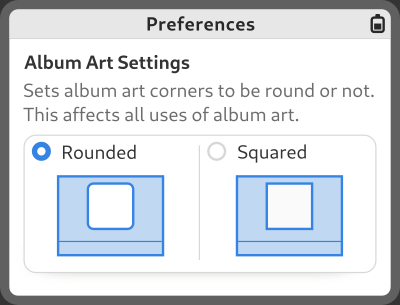 Preferences
Album Art Settings
Sets album art corners to be round or not.
This affects all uses of album art.
Rounded
Squared